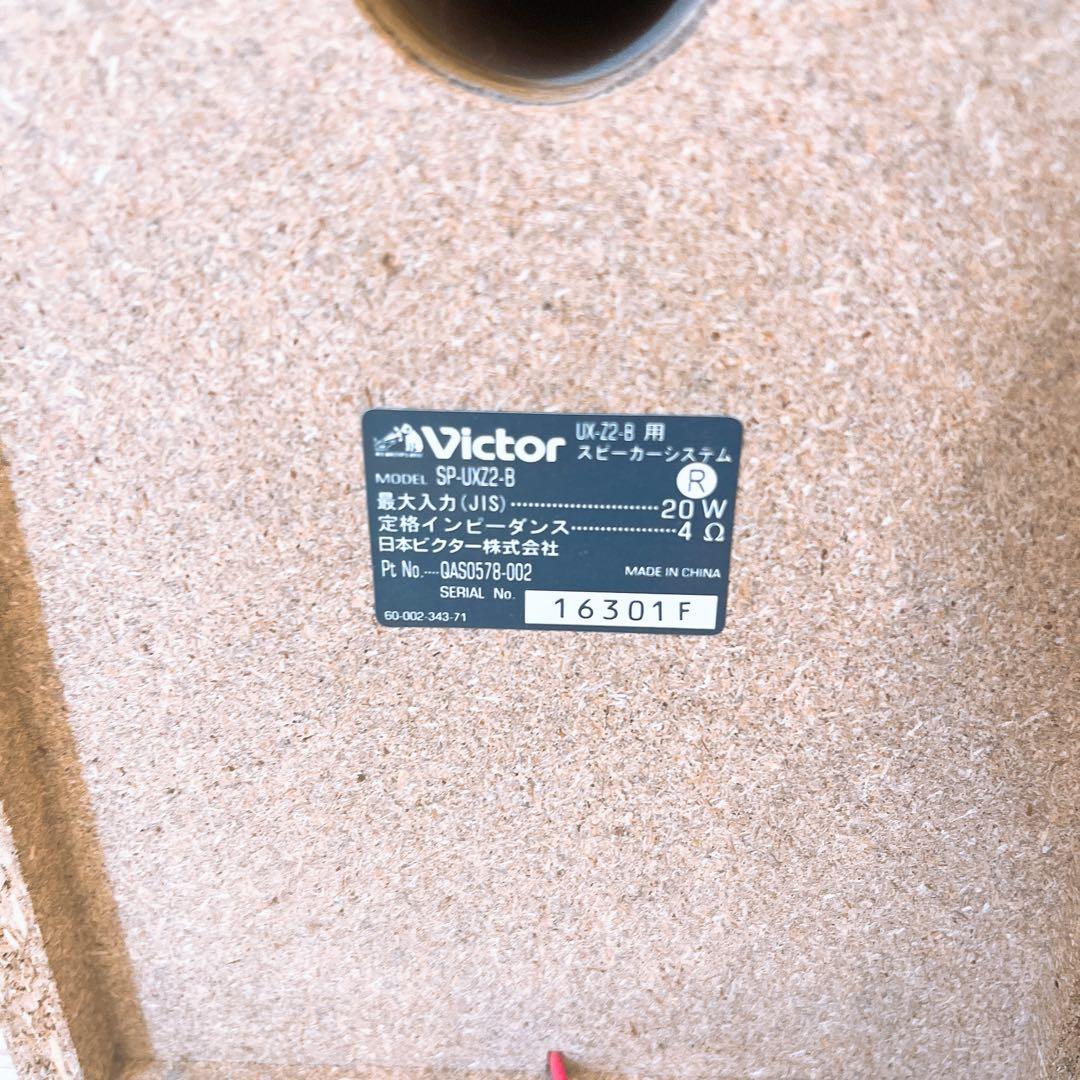 Victor UX-Z2-B 用
スピーカーシステム
MODEL SP-UXZ2-B R
最大入力(JIS)························20 W
定格インピーダンス·················4 Ω
日本ビクター株式会社
Pt No.····QAS0578-002 MADE IN CHINA
SERIAL No. 16301F
60-002-343-71